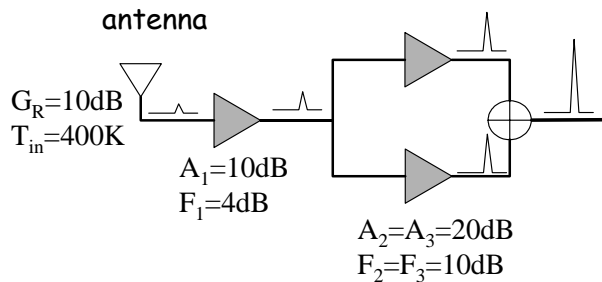 antenna
G_R=10dB
T_in=400K
A_1=10dB
F_1=4dB
A_2=A_3=20dB
F_2=F_3=10dB